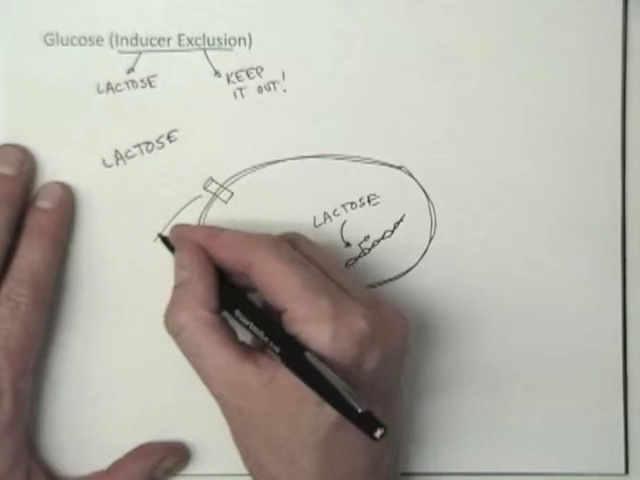 Glucose (Inducer Exclusion)
LACTOSE
KEEP
IT OUT!
LACTOSE
LACTOSE